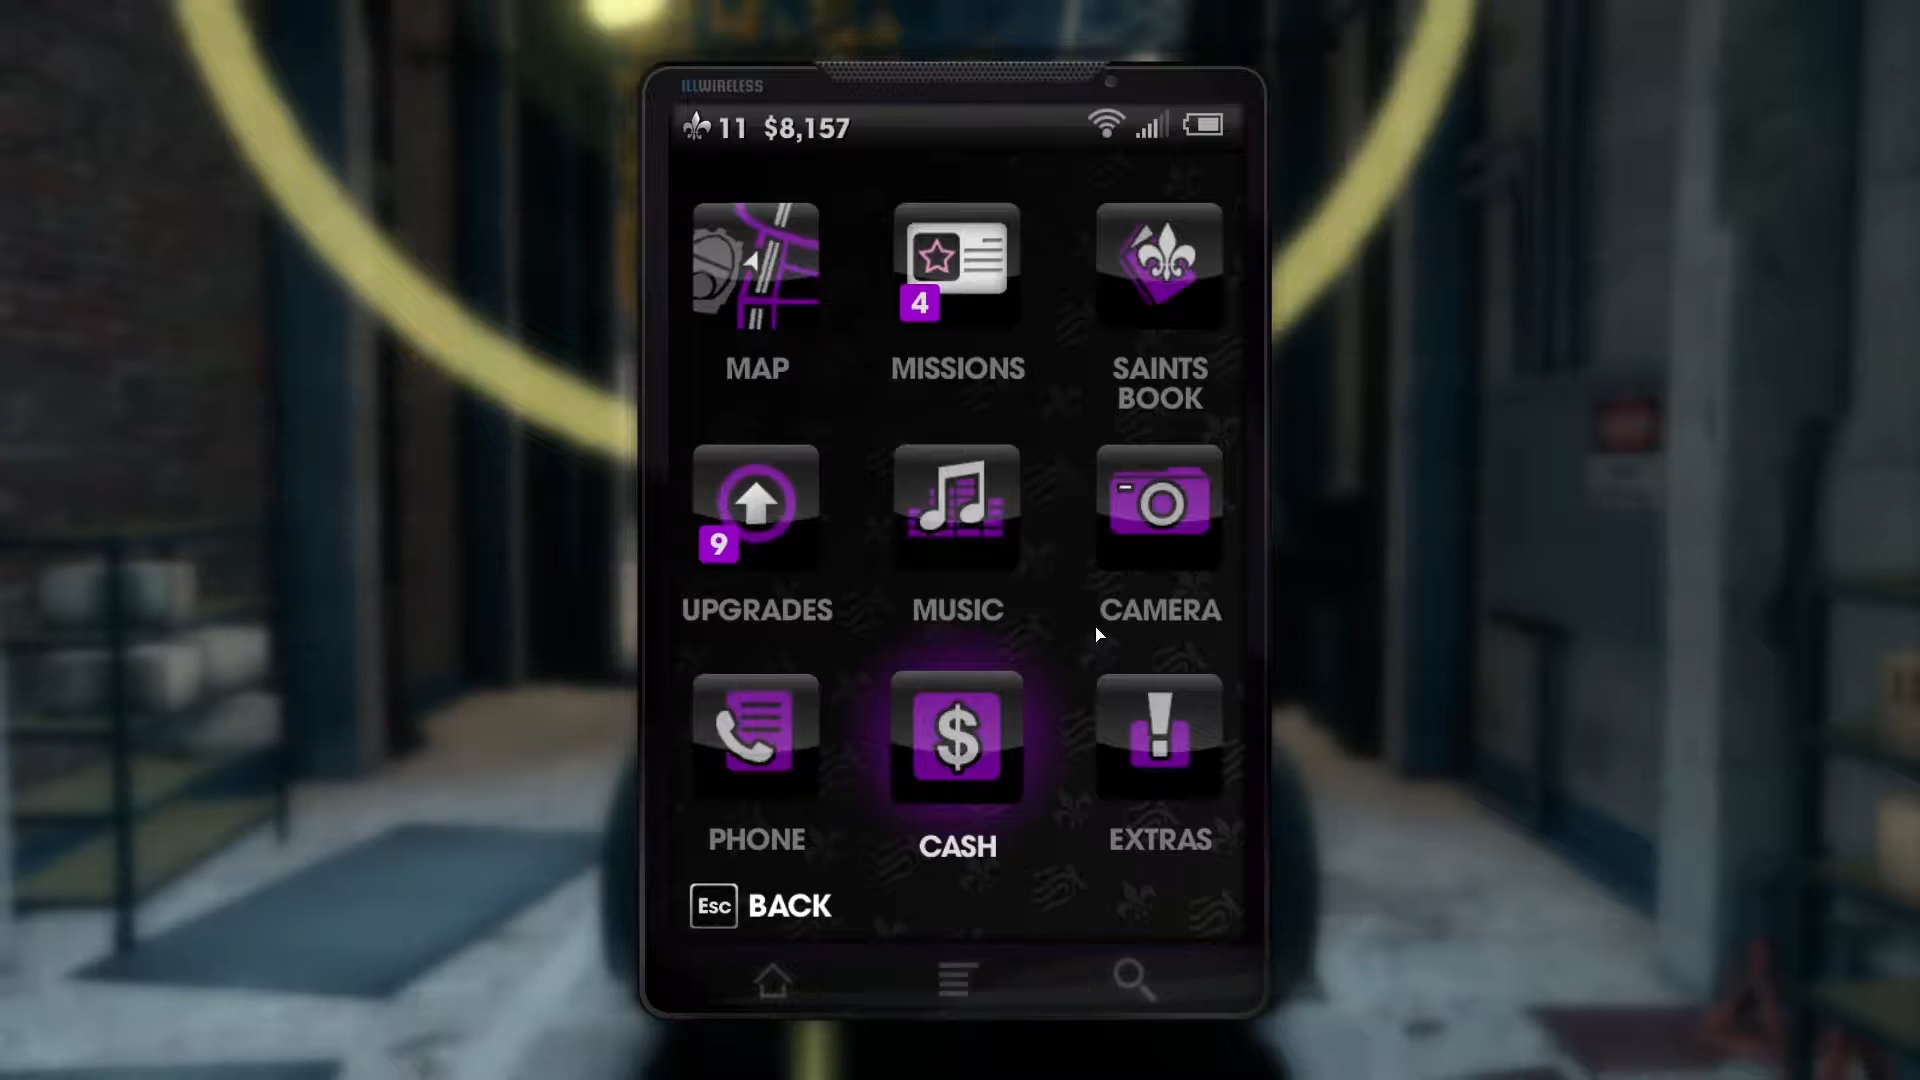 ILLWIRELESS
11 $8,157
MAP
4
MISSIONS
SAINTS
BOOK
9
UPGRADES
MUSIC
CAMERA
PHONE
$
CASH
!
EXTRAS
Esc BACK